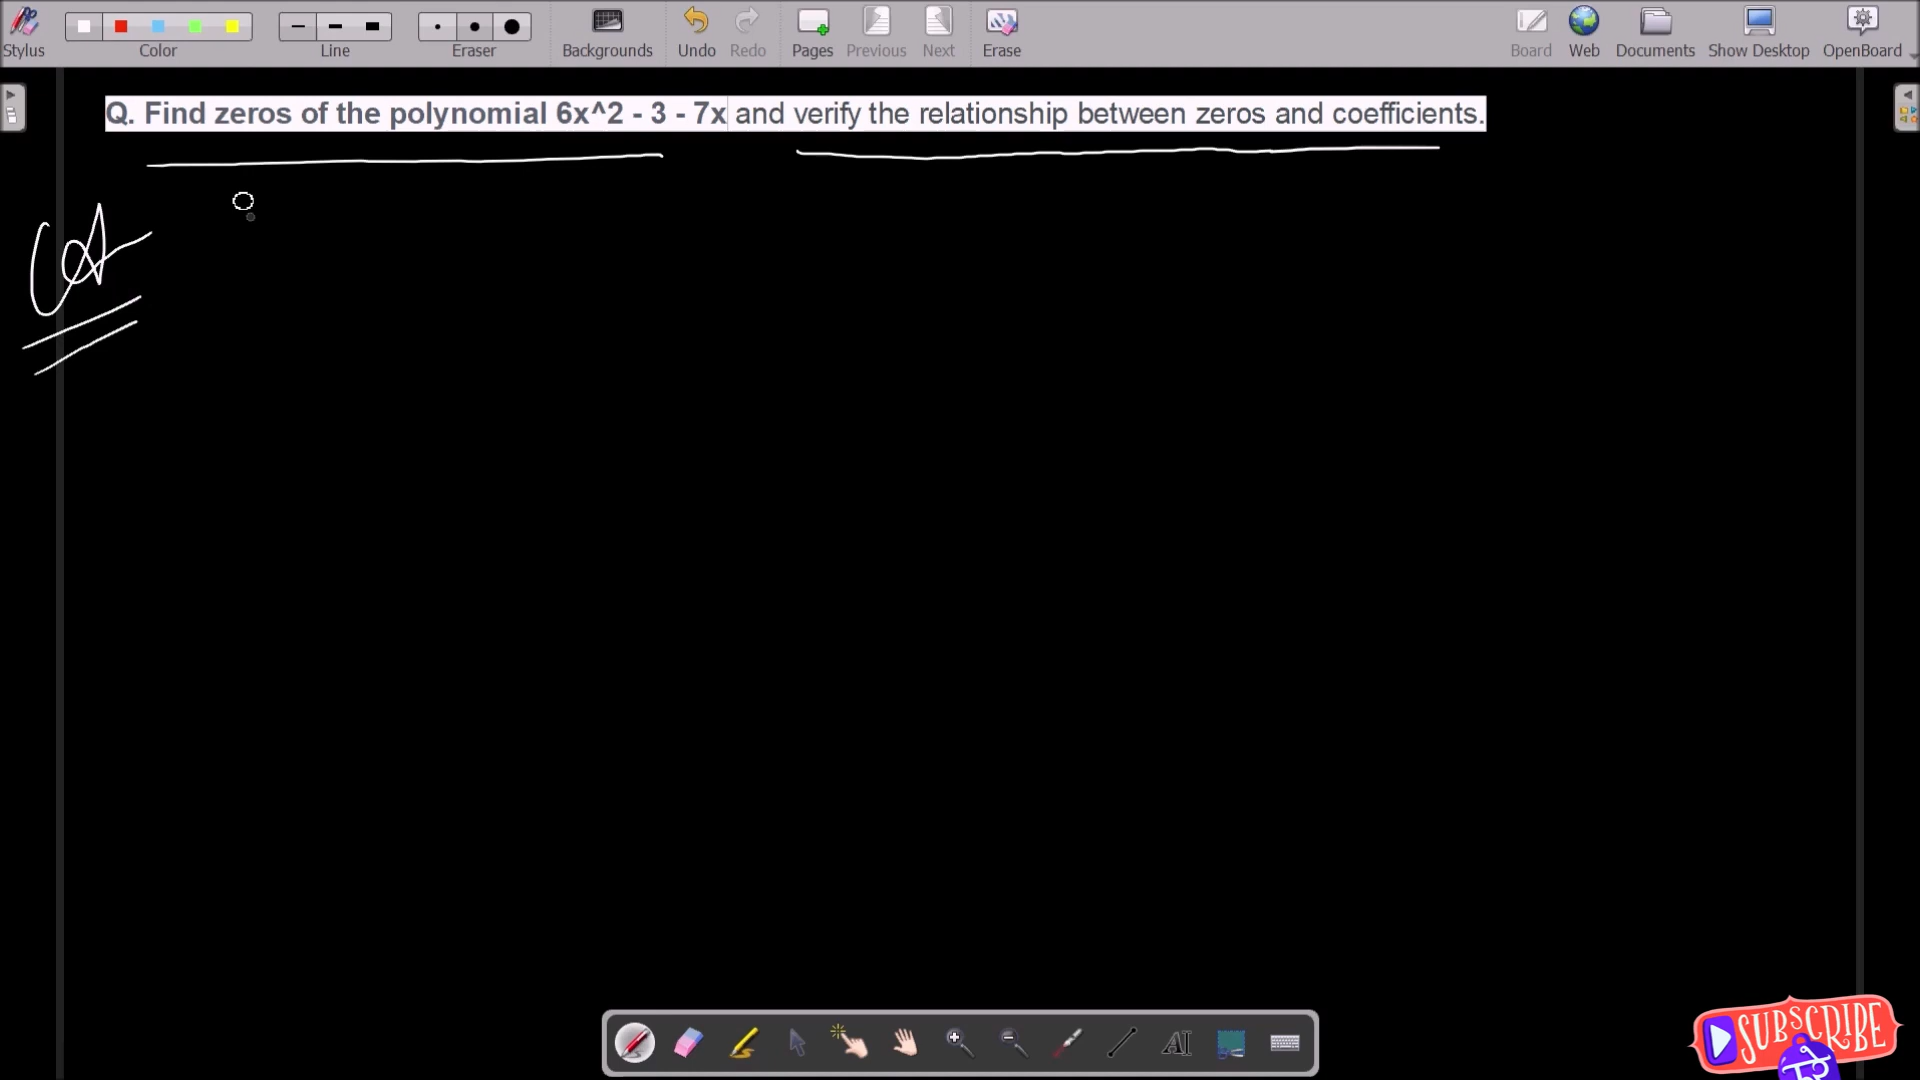 Stylus Color Line Eraser Backgrounds Undo Redo Pages Previous Next Erase Board Web Documents Show Desktop OpenBoard
Q. Find zeros of the polynomial 6x^2 - 3 - 7x and verify the relationship between zeros and coefficients.
AI
SUBSCRIBE